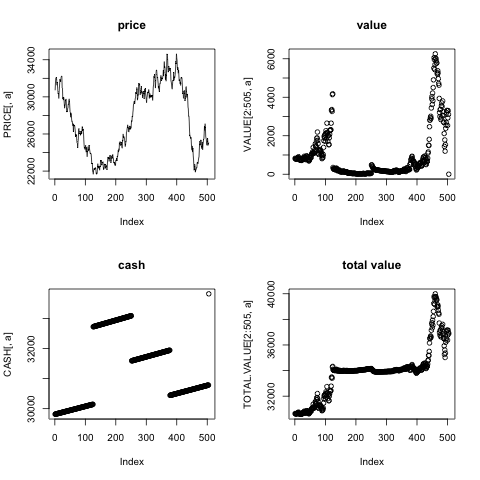 price
PRICE[, a]
22000 26000 30000 34000
0 100 200 300 400 500
Index
value
VALUE[2:505, a]
0 2000 4000 6000
0 100 200 300 400 500
Index
cash
CASH[, a]
30000 32000
0 100 200 300 400 500
Index
total value
TOTAL.VALUE[2:505, a]
32000 36000 40000
0 100 200 300 400 500
Index